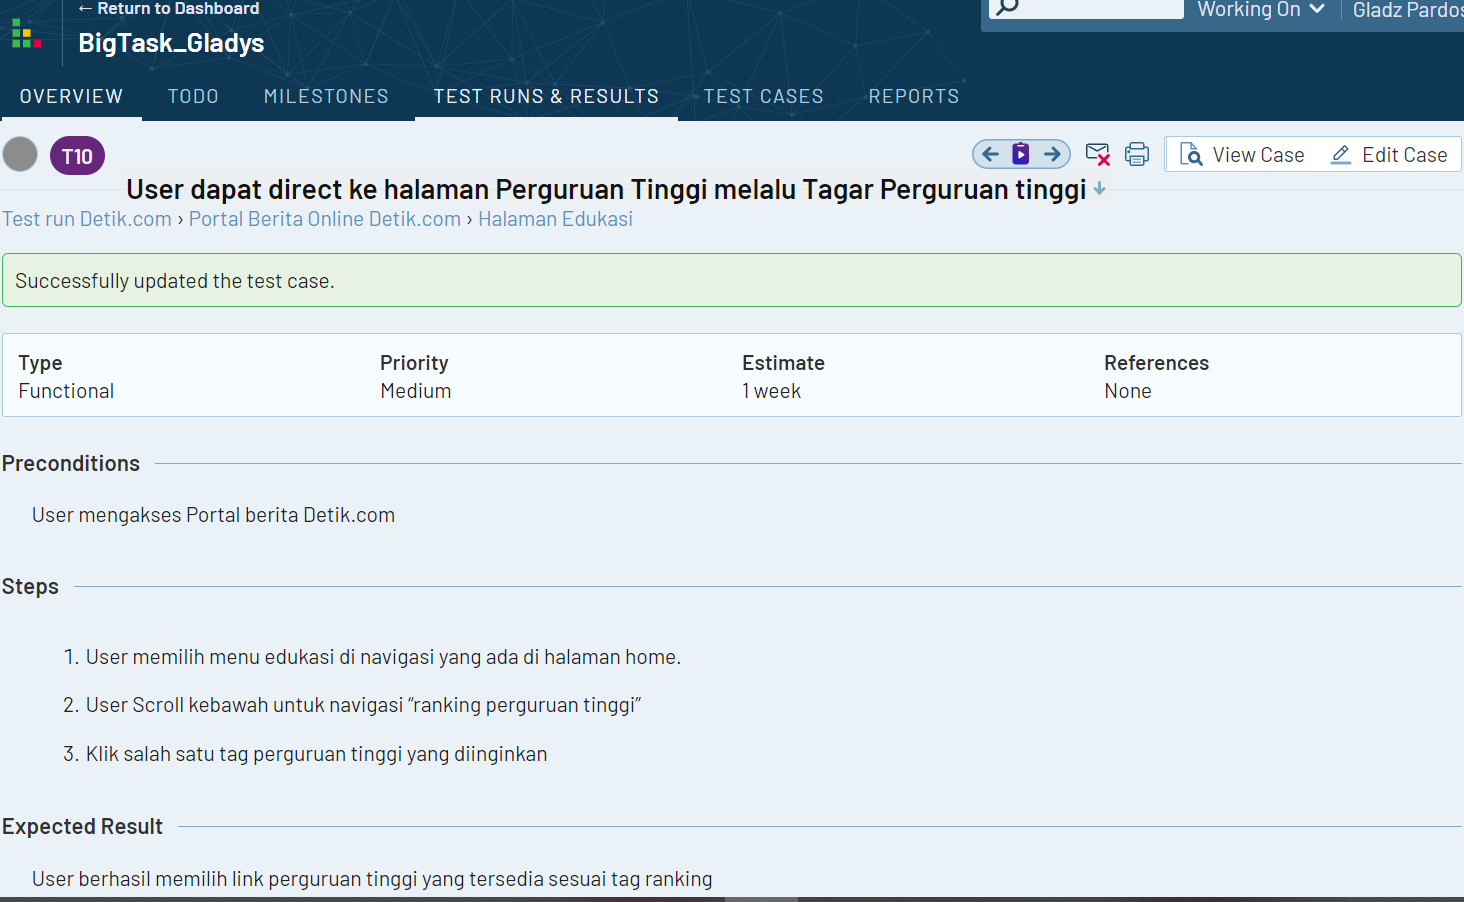 ← Return to Dashboard
BigTask_Gladys
Working On
Gladz Pardos
OVERVIEW TODO MILESTONES TEST RUNS & RESULTS TEST CASES REPORTS
T10
View Case Edit Case
User dapat direct ke halaman Perguruan Tinggi melalu Tagar Perguruan tinggi
Test run Detik.com › Portal Berita Online Detik.com › Halaman Edukasi
Successfully updated the test case.
Type Priority Estimate References
Functional Medium 1 week None
Preconditions
User mengakses Portal berita Detik.com
Steps
1. User memilih menu edukasi di navigasi yang ada di halaman home.
2. User Scroll kebawah untuk navigasi “ranking perguruan tinggi”
3. Klik salah satu tag perguruan tinggi yang diinginkan
Expected Result
User berhasil memilih link perguruan tinggi yang tersedia sesuai tag ranking